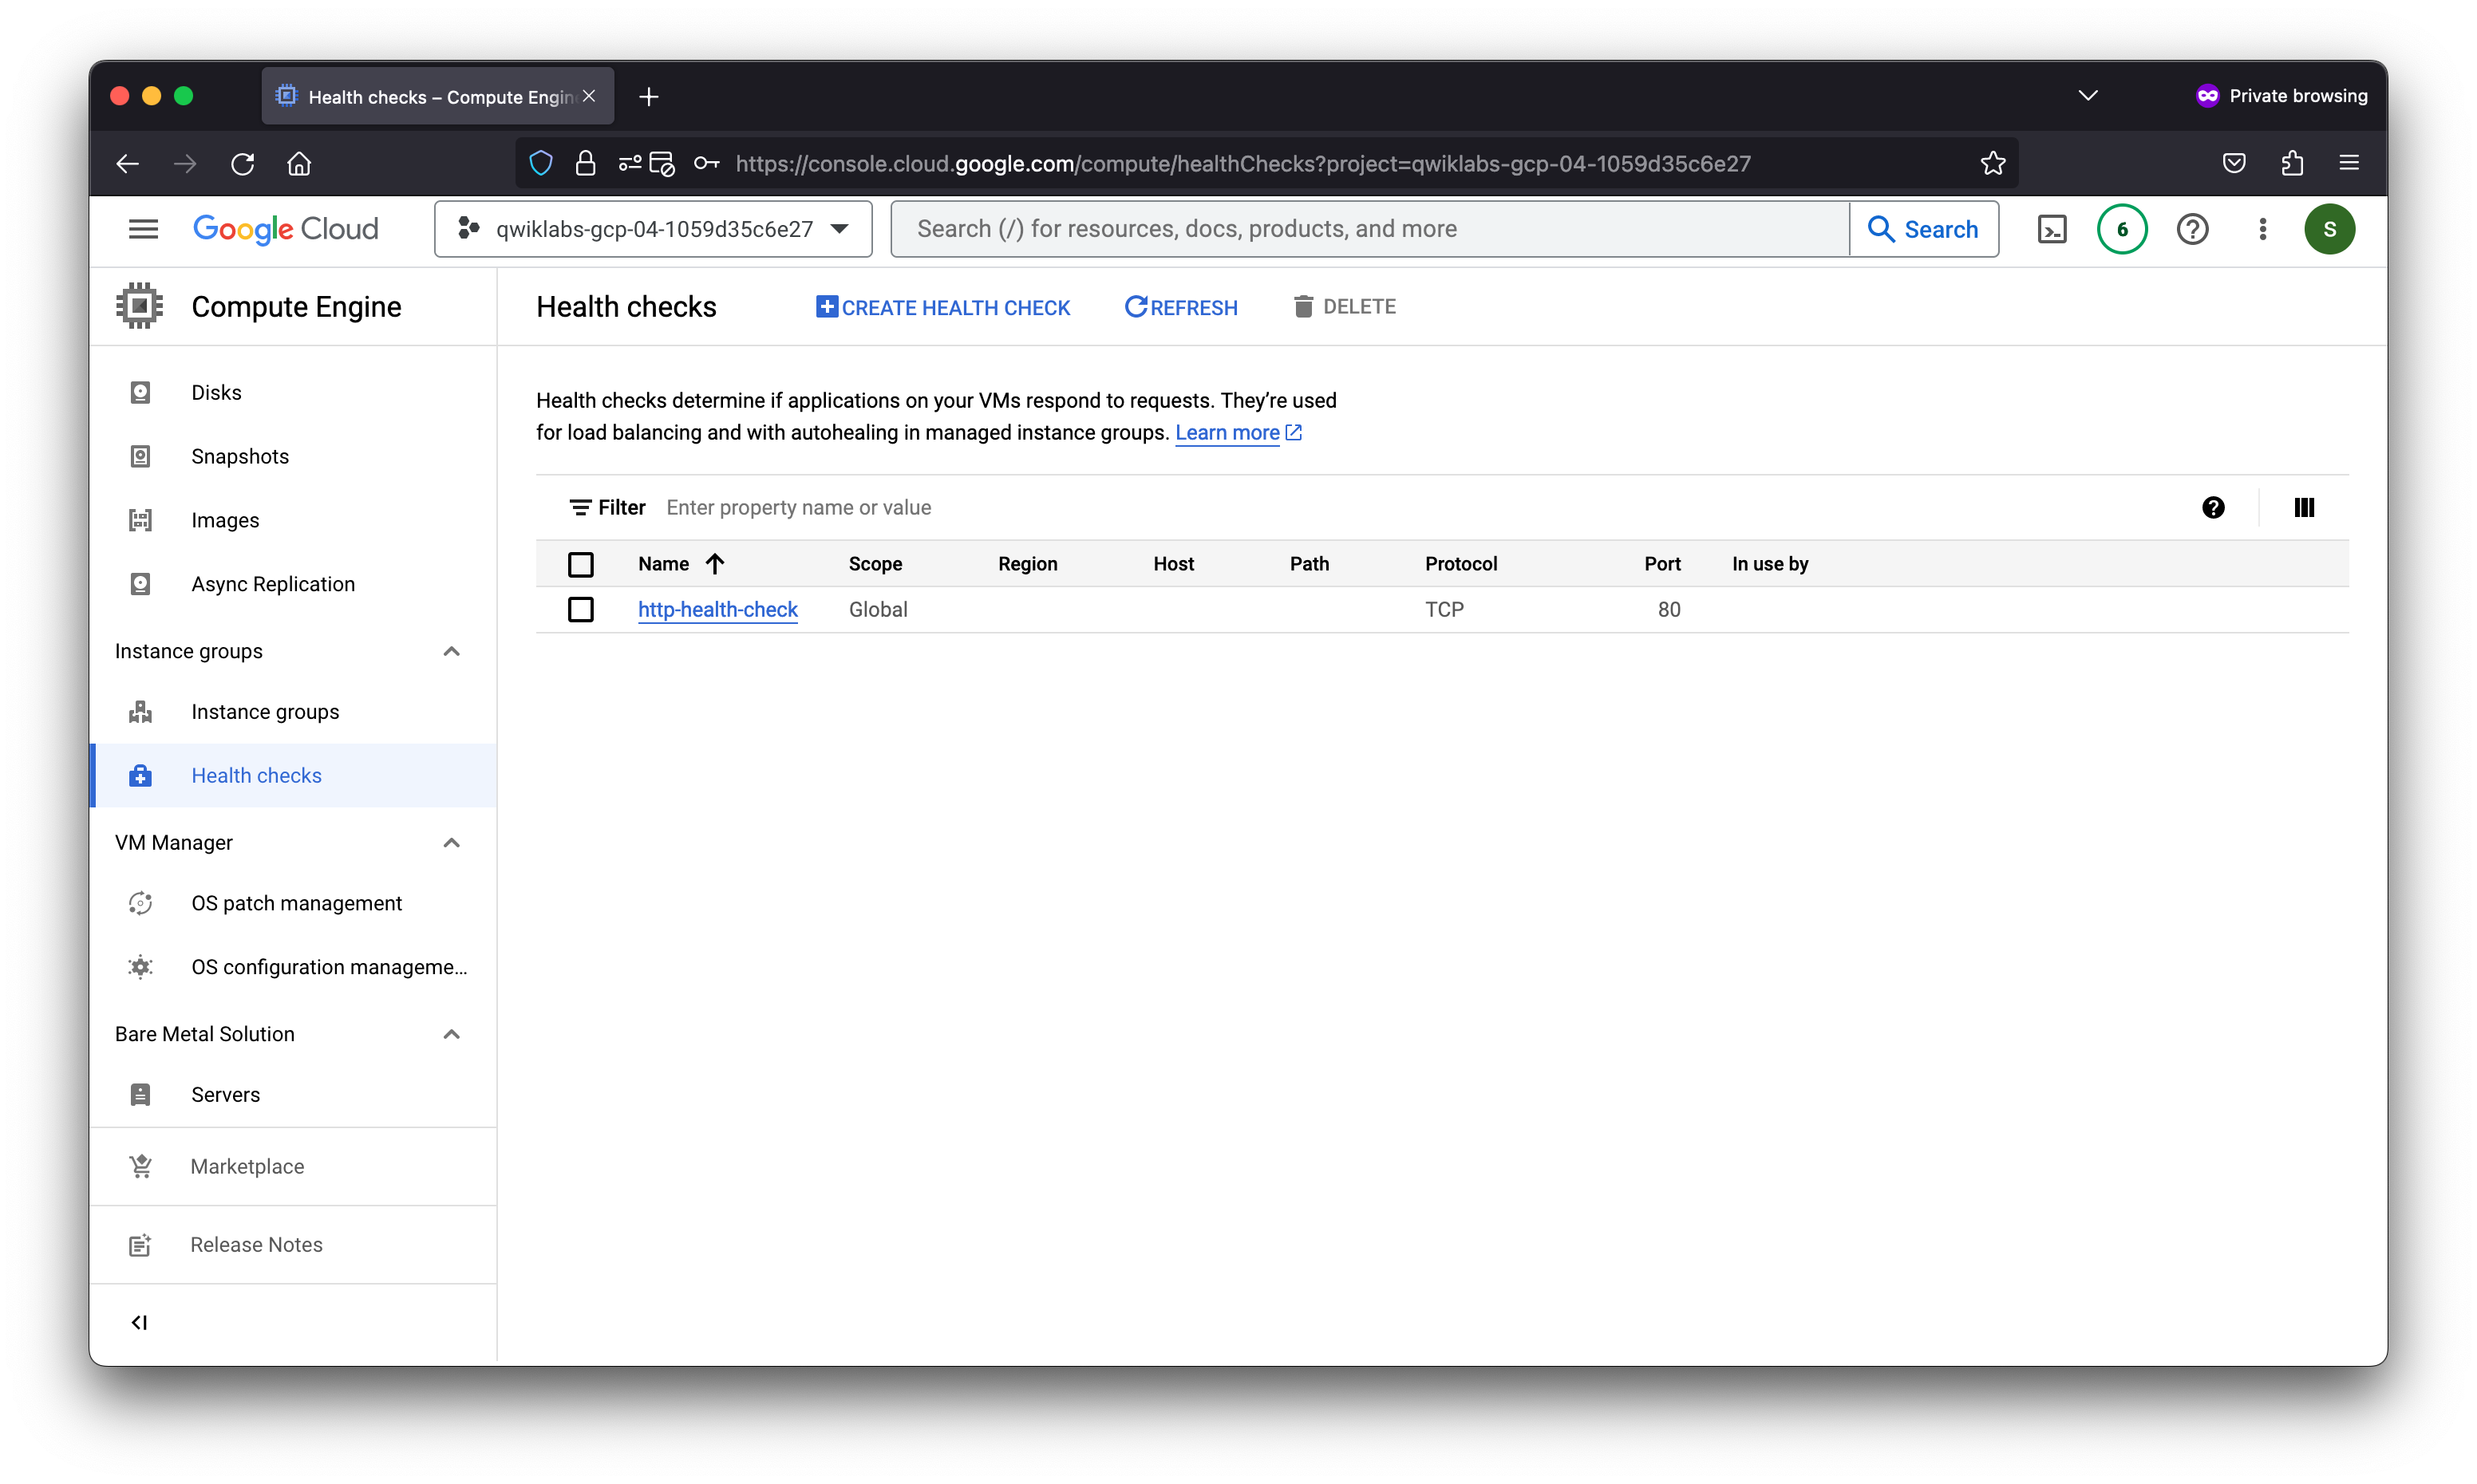 Health checks – Compute Engin
Private browsing
https://console.cloud.google.com/compute/healthChecks?project=qwiklabs-gcp-04-1059d35c6e27
Google Cloud
qwiklabs-gcp-04-1059d35c6e27
Search (/) for resources, docs, products, and more
Search
6
S
Compute Engine
Health checks
CREATE HEALTH CHECK
REFRESH
DELETE
Disks
Snapshots
Images
Async Replication
Instance groups
Instance groups
Health checks
VM Manager
OS patch management
OS configuration manageme...
Bare Metal Solution
Servers
Marketplace
Release Notes
Health checks determine if applications on your VMs respond to requests. They’re used
for load balancing and with autohealing in managed instance groups. Learn more
Filter Enter property name or value
Name Scope Region Host Path Protocol Port In use by
http-health-check Global TCP 80